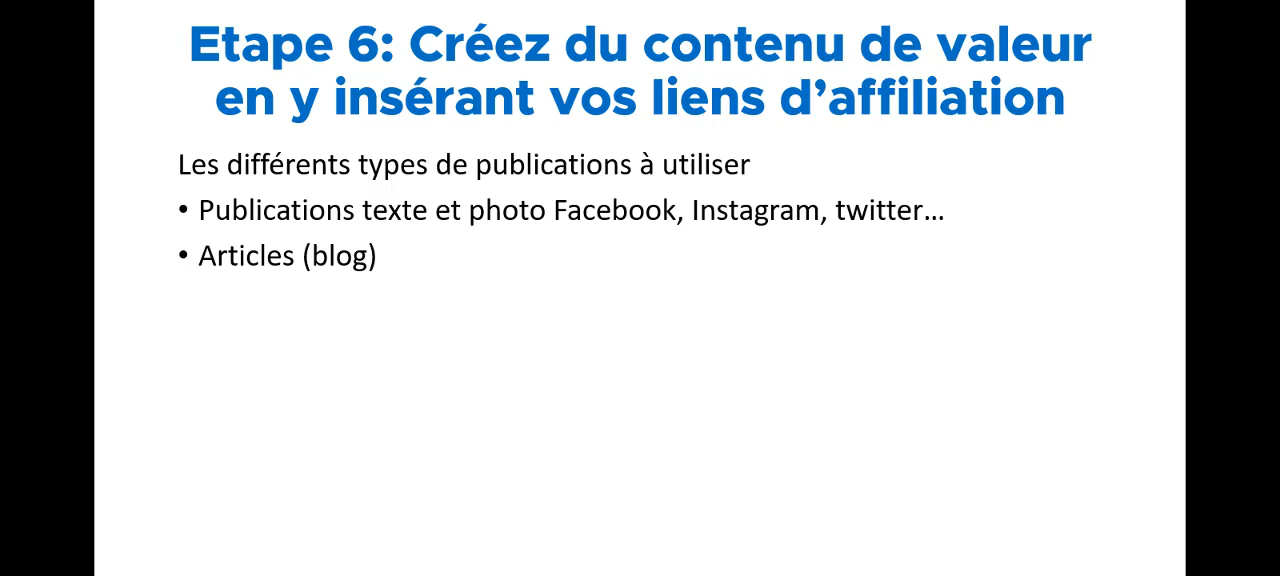 Etape 6: Créez du contenu de valeur
en y insérant vos liens d’affiliation
Les différents types de publications à utiliser
• Publications texte et photo Facebook, Instagram, twitter…
• Articles (blog)